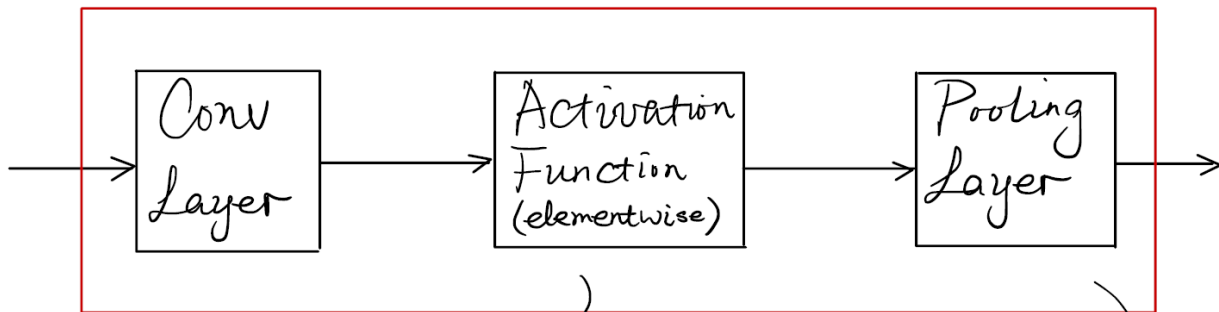 Conv
Layer
Activation
Function
(elementwise)
Pooling
Layer